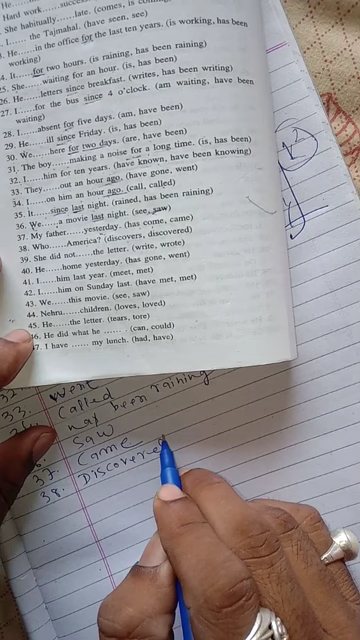 He
Hard work......success
She habitually......late. (comes, is coming)
I......the Tajmahal. (have seen, see)
He......in the office for the last ten years. (is working, has been
working)
24. It......for two hours. (is raining, has been raining)
25. She......waiting for an hour. (is, has been)
26. He......letters since breakfast. (writes, has been writing)
27. I......for the bus since 4 o'clock. (am waiting, have been
waiting)
28. I......absent for five days. (am, have been)
29. He......ill since Friday. (is, has been)
30. We......here for two days. (are, have been)
31. The boy......making a noise for a long time. (is, has been)
32. I......him for ten years. (have known, have been knowing)
33. They......out an hour ago. (have gone, went)
34. I......on him an hour ago. (call, called)
35. It......since last night. (rained, has been raining)
36. We......a movie last night. (see, saw)
37. My father......yesterday. (has come, came)
38. Who......America? (discovers, discovered)
39. She did not......the letter. (write, wrote)
40. He......home yesterday. (has gone, went)
41. I......him last year. (meet, met)
42. I......him on Sunday last. (have met, met)
43. We......this movie. (see, saw)
44. Nehru......children. (loves, loved)
45. He......the letter. (tears, tore)
46. He did what he ...... . (can, could)
47. I have ...... my lunch. (had, have)
32. Went
33. Called
been raining
Saw
37. Came
38. Discovered